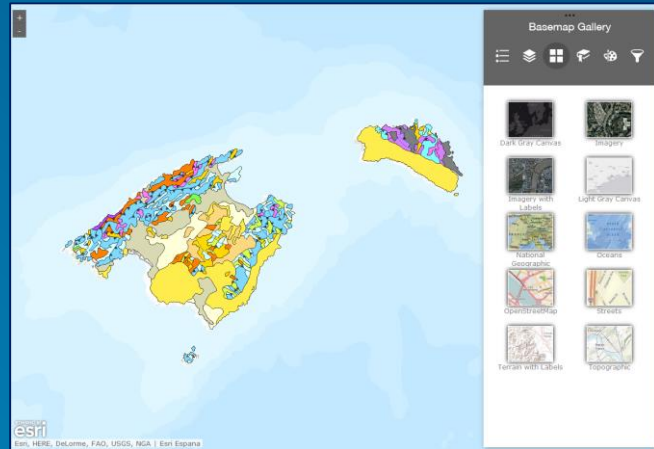 +
-
Basemap Gallery
Dark Gray Canvas
Imagery
Imagery with
Labels
Light Gray Canvas
National
Geographic
Oceans
OpenStreetMap
Streets
Terrain with Labels
Topographic
esri
Esri, HERE, DeLorme, FAO, USGS, NGA | Esri Espana